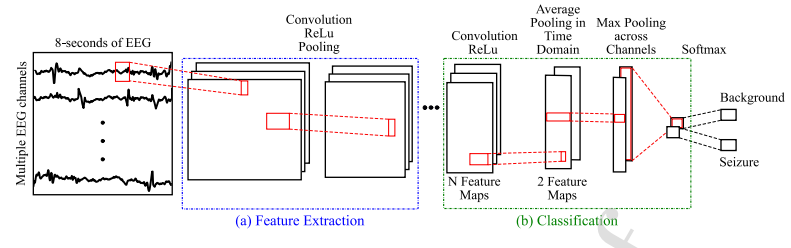 8-seconds of EEG
Multiple EEG channels
Convolution
ReLu
Pooling
(a) Feature Extraction
Convolution
ReLu
Average
Pooling in
Time
Domain
Max Pooling
across
Channels
Softmax
N Feature
Maps
2 Feature
Maps
Background
Seizure
(b) Classification